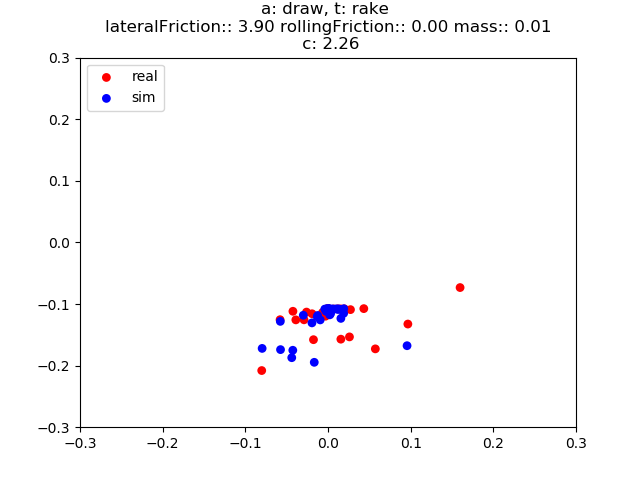 a: draw, t: rake
lateralFriction:: 3.90 rollingFriction:: 0.00 mass:: 0.01
c: 2.26
real
sim
0.3
0.2
0.1
0.0
−0.1
−0.2
−0.3
−0.3 −0.2 −0.1 0.0 0.1 0.2 0.3